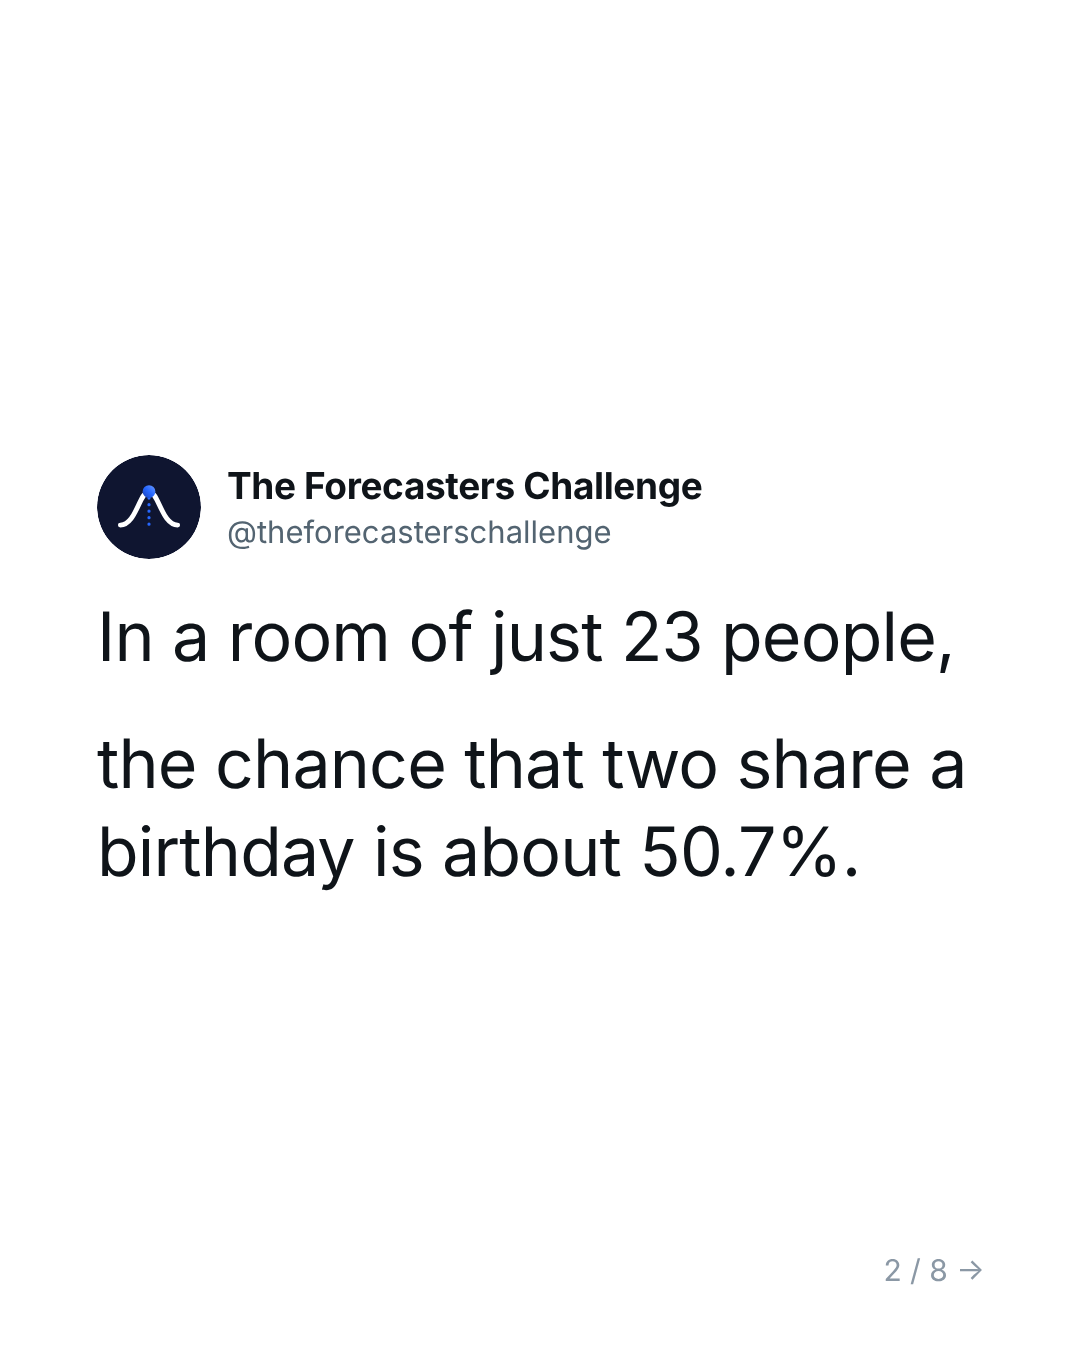 The Forecasters Challenge
@theforecasterschallenge
In a room of just 23 people,
the chance that two share a
birthday is about 50.7%.
2 / 8 →